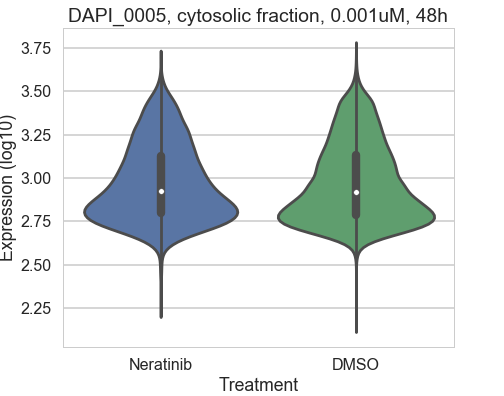 DAPI_0005, cytosolic fraction, 0.001uM, 48h
Expression (log10)
3.75
3.50
3.25
3.00
2.75
2.50
2.25
Neratinib
DMSO
Treatment